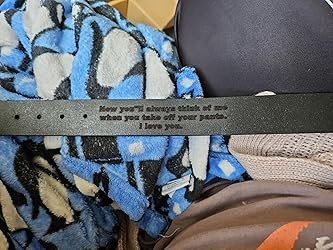 Now you"ll always think of me
when you take off your pants.
I love you.